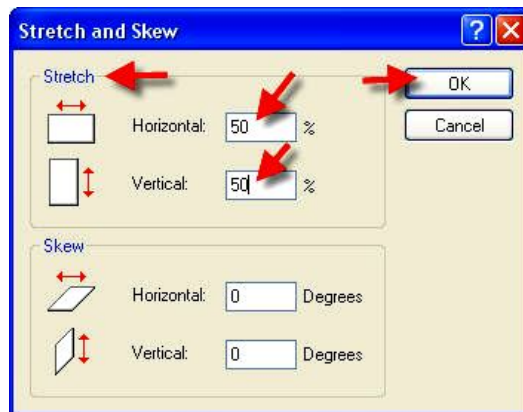 Stretch and Skew
Stretch
Horizontal: 50 %
Vertical: 50 %
OK
Cancel
Skew
Horizontal: 0 Degrees
Vertical: 0 Degrees